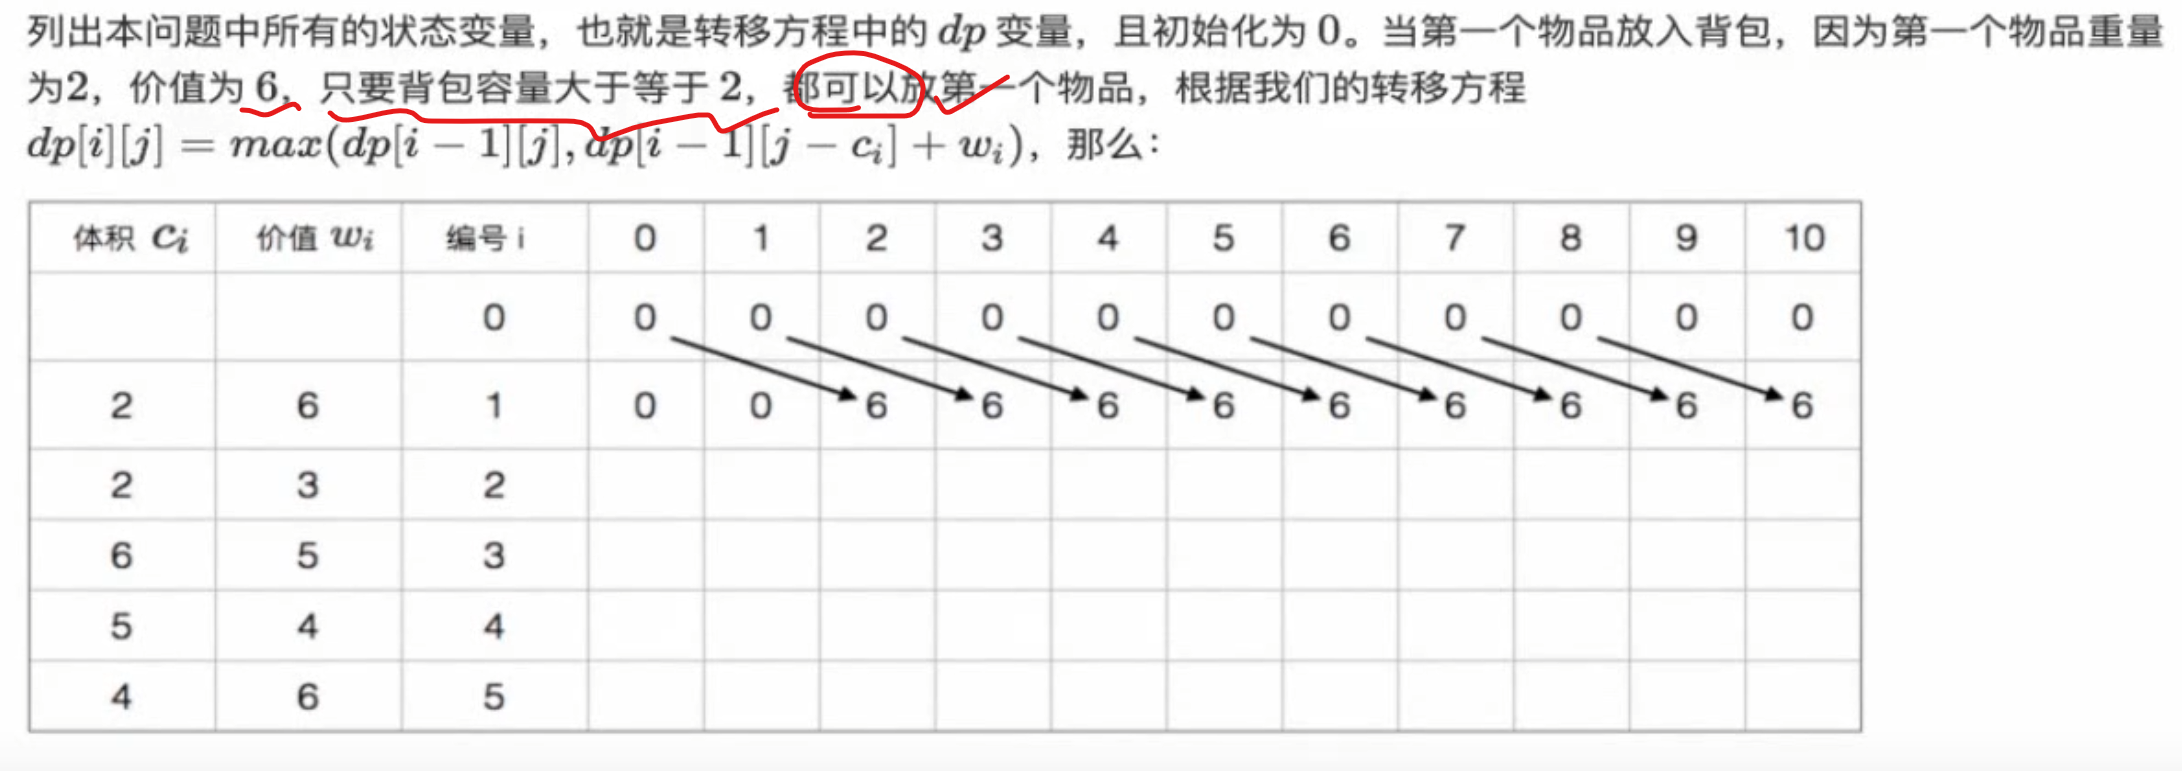 列出本问题中所有的状态变量，也就是转移方程中的 dp 变量，且初始化为 0。当第一个物品放入背包，因为第一个物品重量
为2，价值为 6，只要背包容量大于等于 2，都可以放第一个物品，根据我们的转移方程
dp[i][j] = max(dp[i − 1][j], dp[i − 1][j − c_i] + w_i)，那么：
体积 c_i 价值 w_i 编号 i 0 1 2 3 4 5 6 7 8 9 10
0 0 0 0 0 0 0 0 0 0 0 0
2 6 1 0 0 6 6 6 6 6 6 6 6 6
2 3 2
6 5 3
5 4 4
4 6 5